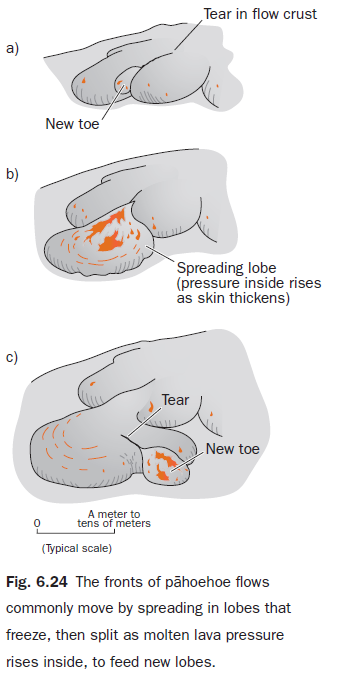 Tear in flow crust
a)
New toe
b)
Spreading lobe
(pressure inside rises
as skin thickens)
c)
Tear
New toe
A meter to
0 tens of meters
(Typical scale)
Fig. 6.24 The fronts of pāhoehoe flows
commonly move by spreading in lobes that
freeze, then split as molten lava pressure
rises inside, to feed new lobes.